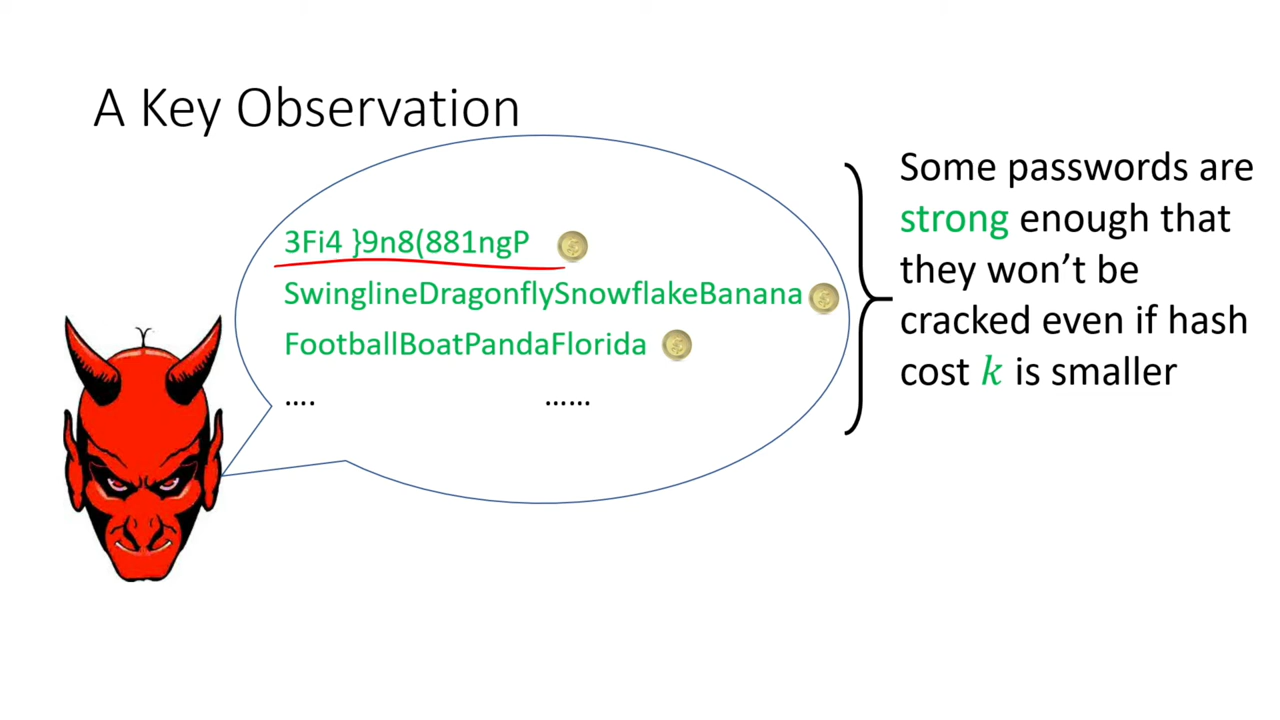 A Key Observation
3Fi4 }9n8(881ngP
SwinglineDragonflySnowflakeBanana
FootballBoatPandaFlorida
.... ......
Some passwords are
strong enough that
they won’t be
cracked even if hash
cost k is smaller